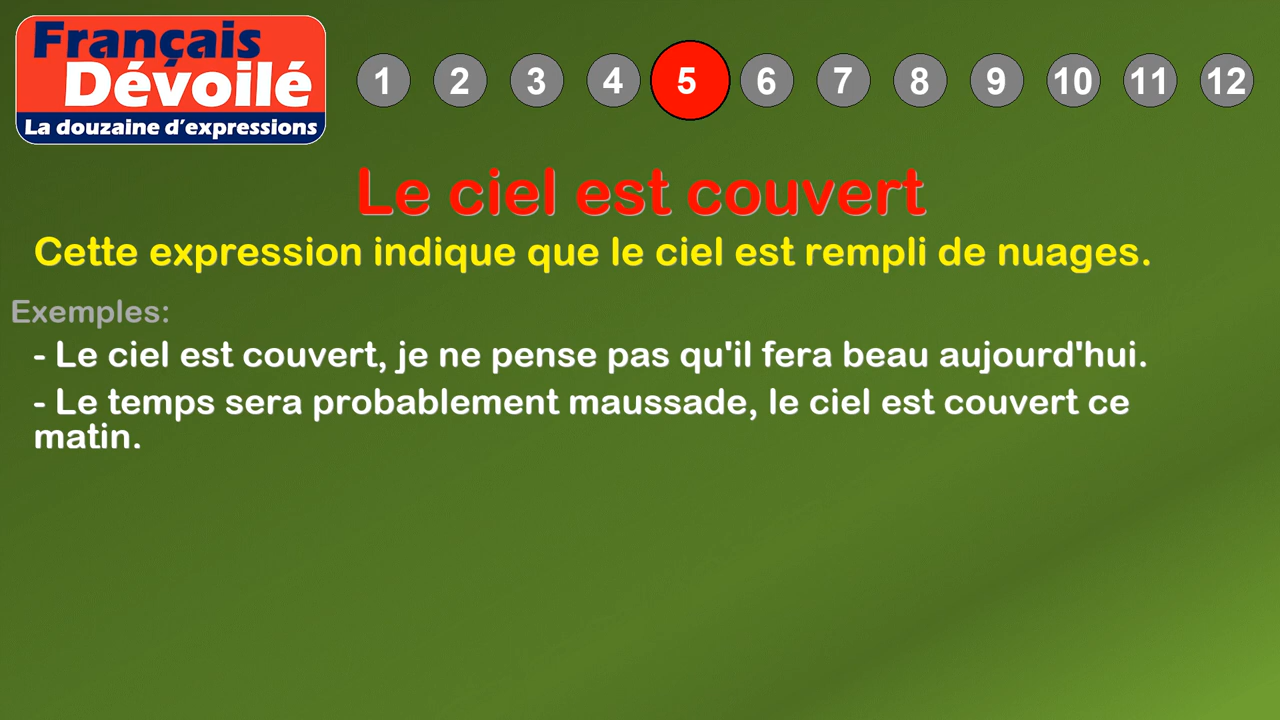 Français
Dévoilé
La douzaine d'expressions
1 2 3 4 5 6 7 8 9 10 11 12
Le ciel est couvert
Cette expression indique que le ciel est rempli de nuages.
Exemples:
- Le ciel est couvert, je ne pense pas qu'il fera beau aujourd'hui.
- Le temps sera probablement maussade, le ciel est couvert ce
matin.